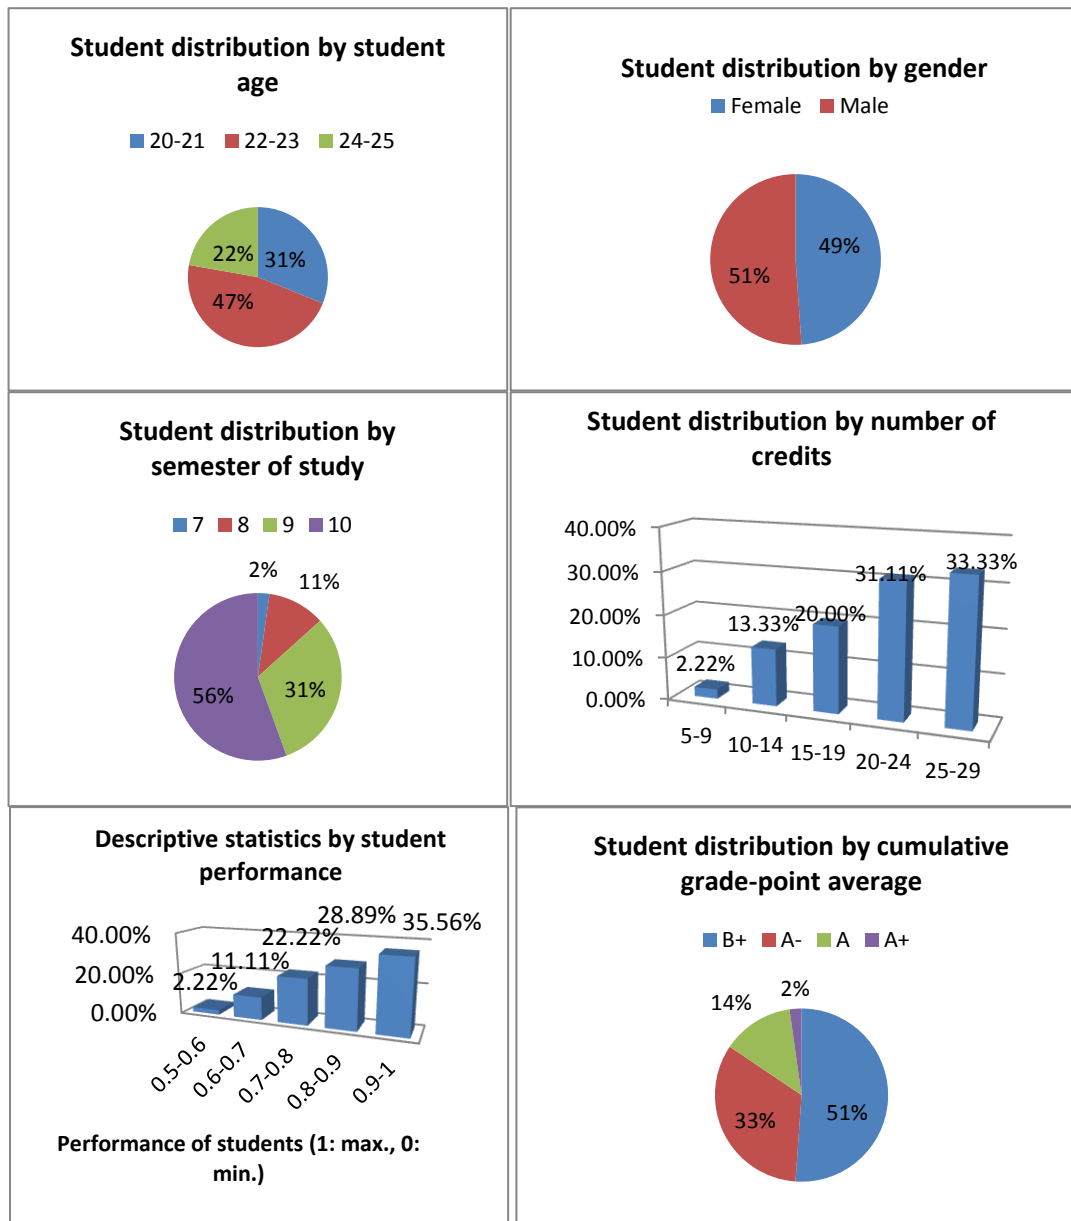 Student distribution by student
age
20-21 22-23 24-25
22% 31%
47%
Student distribution by gender
Female Male
49%
51%
Student distribution by
semester of study
7 8 9 10
2% 11%
56% 31%
Student distribution by number of
credits
40.00%
30.00%
20.00%
10.00%
0.00%
2.22%
13.33%
20.00%
31.11%
33.33%
5-9
10-14
15-19
20-24
25-29
Descriptive statistics by student
performance
40.00%
20.00%
0.00%
2.22%
11.11%
22.22%
28.89%
35.56%
0.5-0.6
0.6-0.7
0.7-0.8
0.8-0.9
0.9-1
Performance of students (1: max., 0:
min.)
Student distribution by cumulative
grade-point average
B+ A- A A+
14% 2%
33% 51%